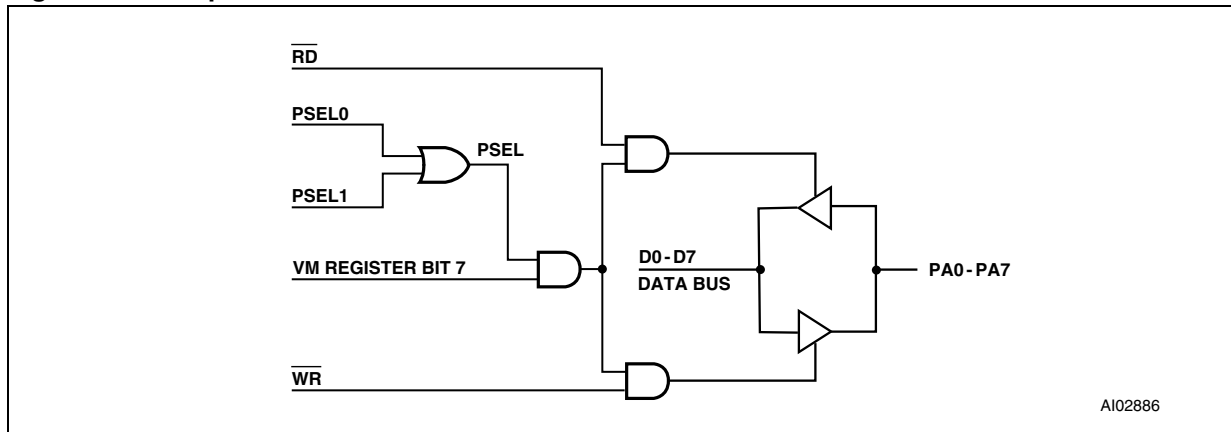 RD
PSEL0
PSEL
PSEL1
VM REGISTER BIT 7
D0-D7
DATA BUS
PA0-PA7
WR
AI02886